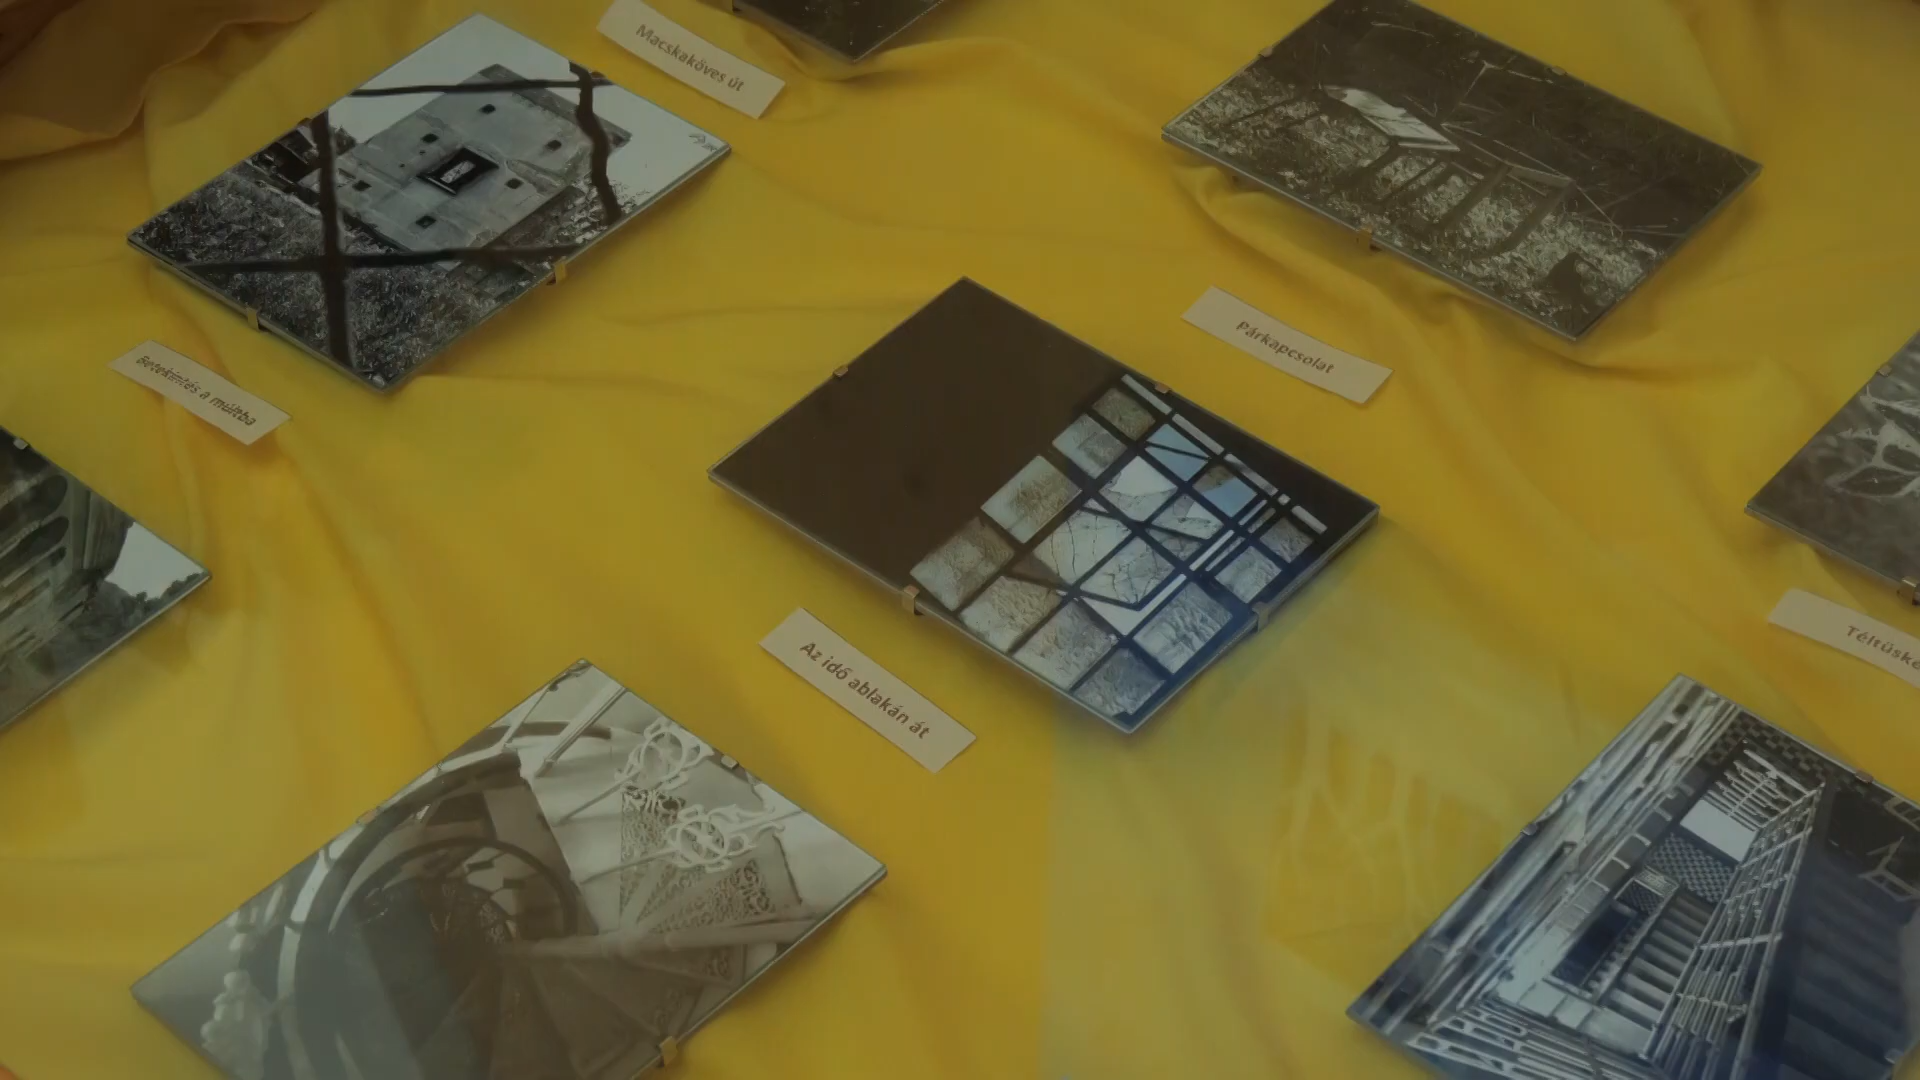 Macskaköves út
Párkapcsolat
Betekintés a múltba
Az idő ablakán át